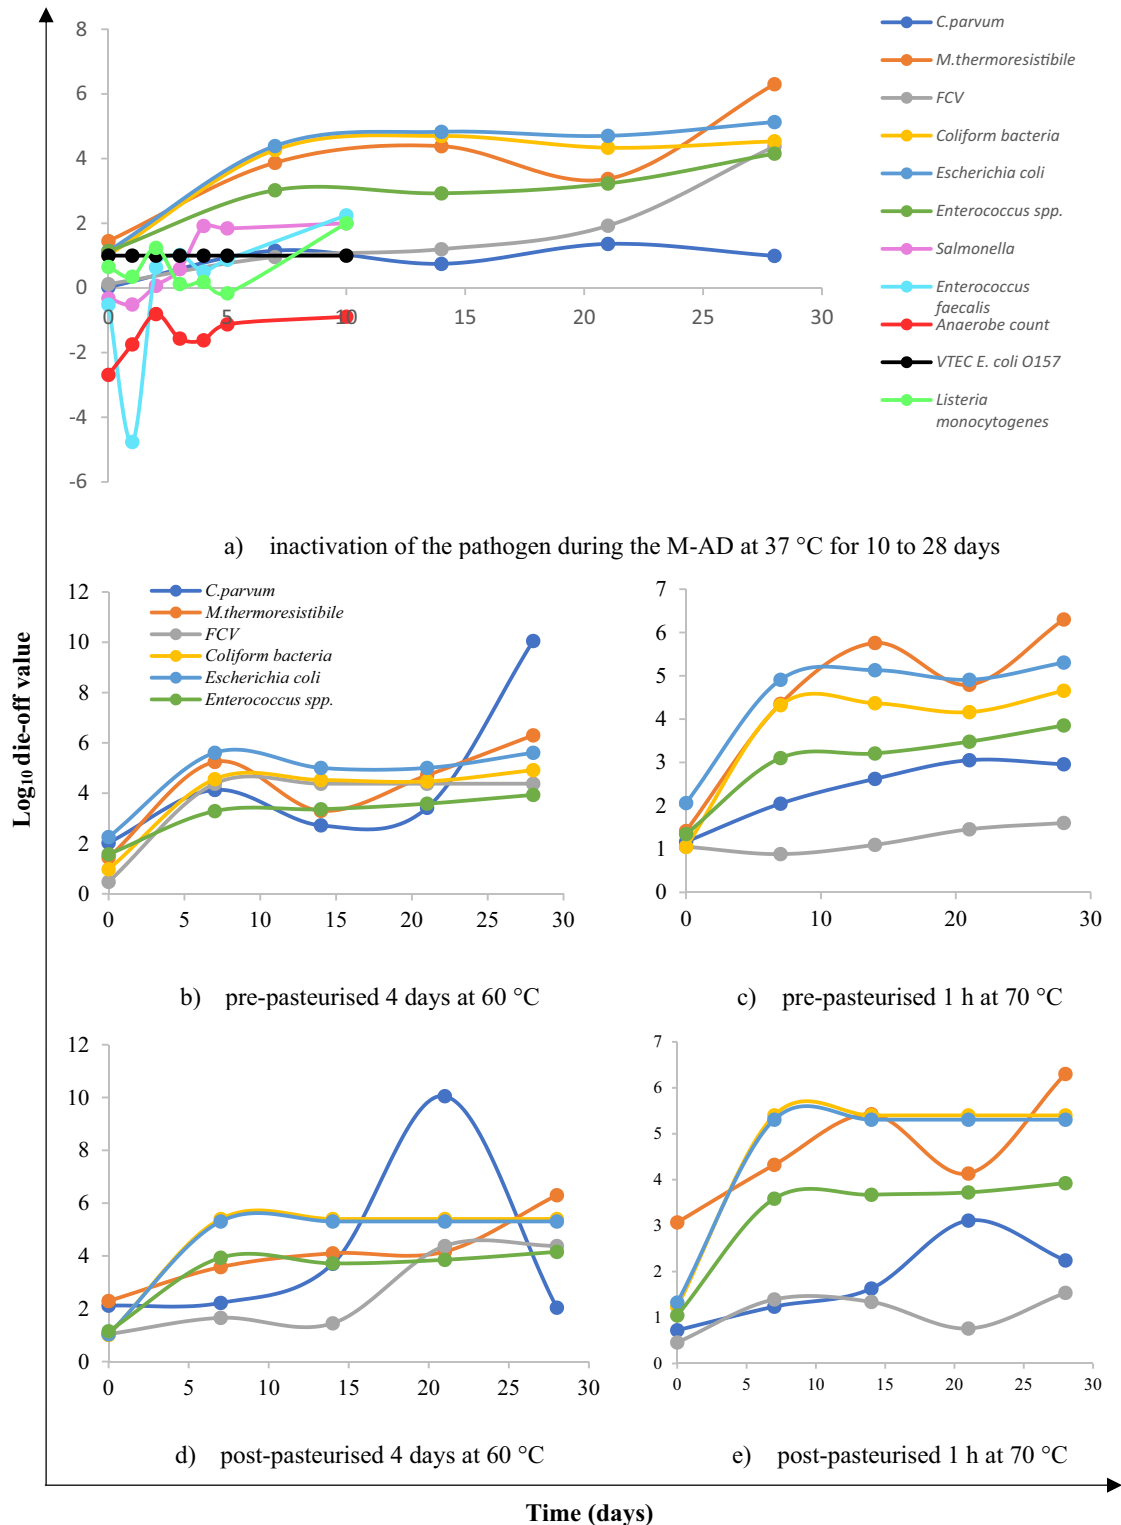 8
6
4
2
0
-2
-4
-6
0
5
10
15
20
25
30
C.parvum
M.thermoresistibile
FCV
Coliform bacteria
Escherichia coli
Enterococcus spp.
Salmonella
Enterococcus
faecalis
Anaerobe count
VTEC E. coli O157
Listeria
monocytogenes
a) inactivation of the pathogen during the M-AD at 37 °C for 10 to 28 days
Log10 die-off value
12
10
8
6
4
2
0
0 5 10 15 20 25 30
C.parvum
M.thermoresistibile
FCV
Coliform bacteria
Escherichia coli
Enterococcus spp.
b) pre-pasteurised 4 days at 60 °C
7
6
5
4
3
2
1
0
0 10 20 30
c) pre-pasteurised 1 h at 70 °C
12
10
8
6
4
2
0
0 5 10 15 20 25 30
d) post-pasteurised 4 days at 60 °C
7
6
5
4
3
2
1
0
0 5 10 15 20 25 30
e) post-pasteurised 1 h at 70 °C
Time (days)